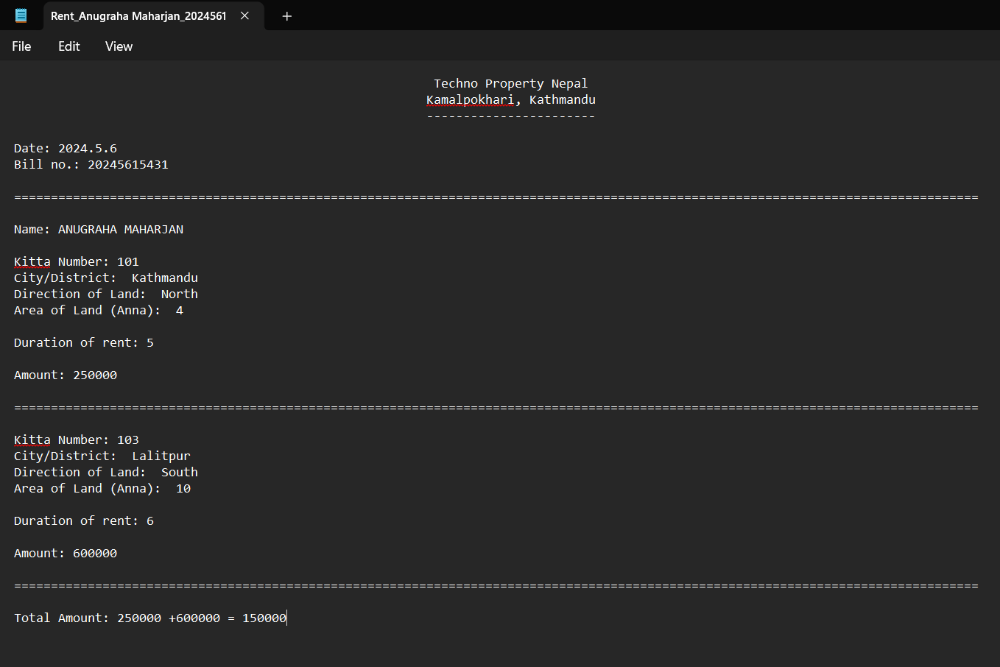 Rent_Anugraha Maharjan_2024561
File Edit View
Techno Property Nepal
Kamalpokhari, Kathmandu
-----------------------
Date: 2024.5.6
Bill no.: 20245615431
===================================================================================================================================
Name: ANUGRAHA MAHARJAN
Kitta Number: 101
City/District:  Kathmandu
Direction of Land:  North
Area of Land (Anna):  4
Duration of rent: 5
Amount: 250000
===================================================================================================================================
Kitta Number: 103
City/District:  Lalitpur
Direction of Land:  South
Area of Land (Anna):  10
Duration of rent: 6
Amount: 600000
===================================================================================================================================
Total Amount: 250000 +600000 = 150000